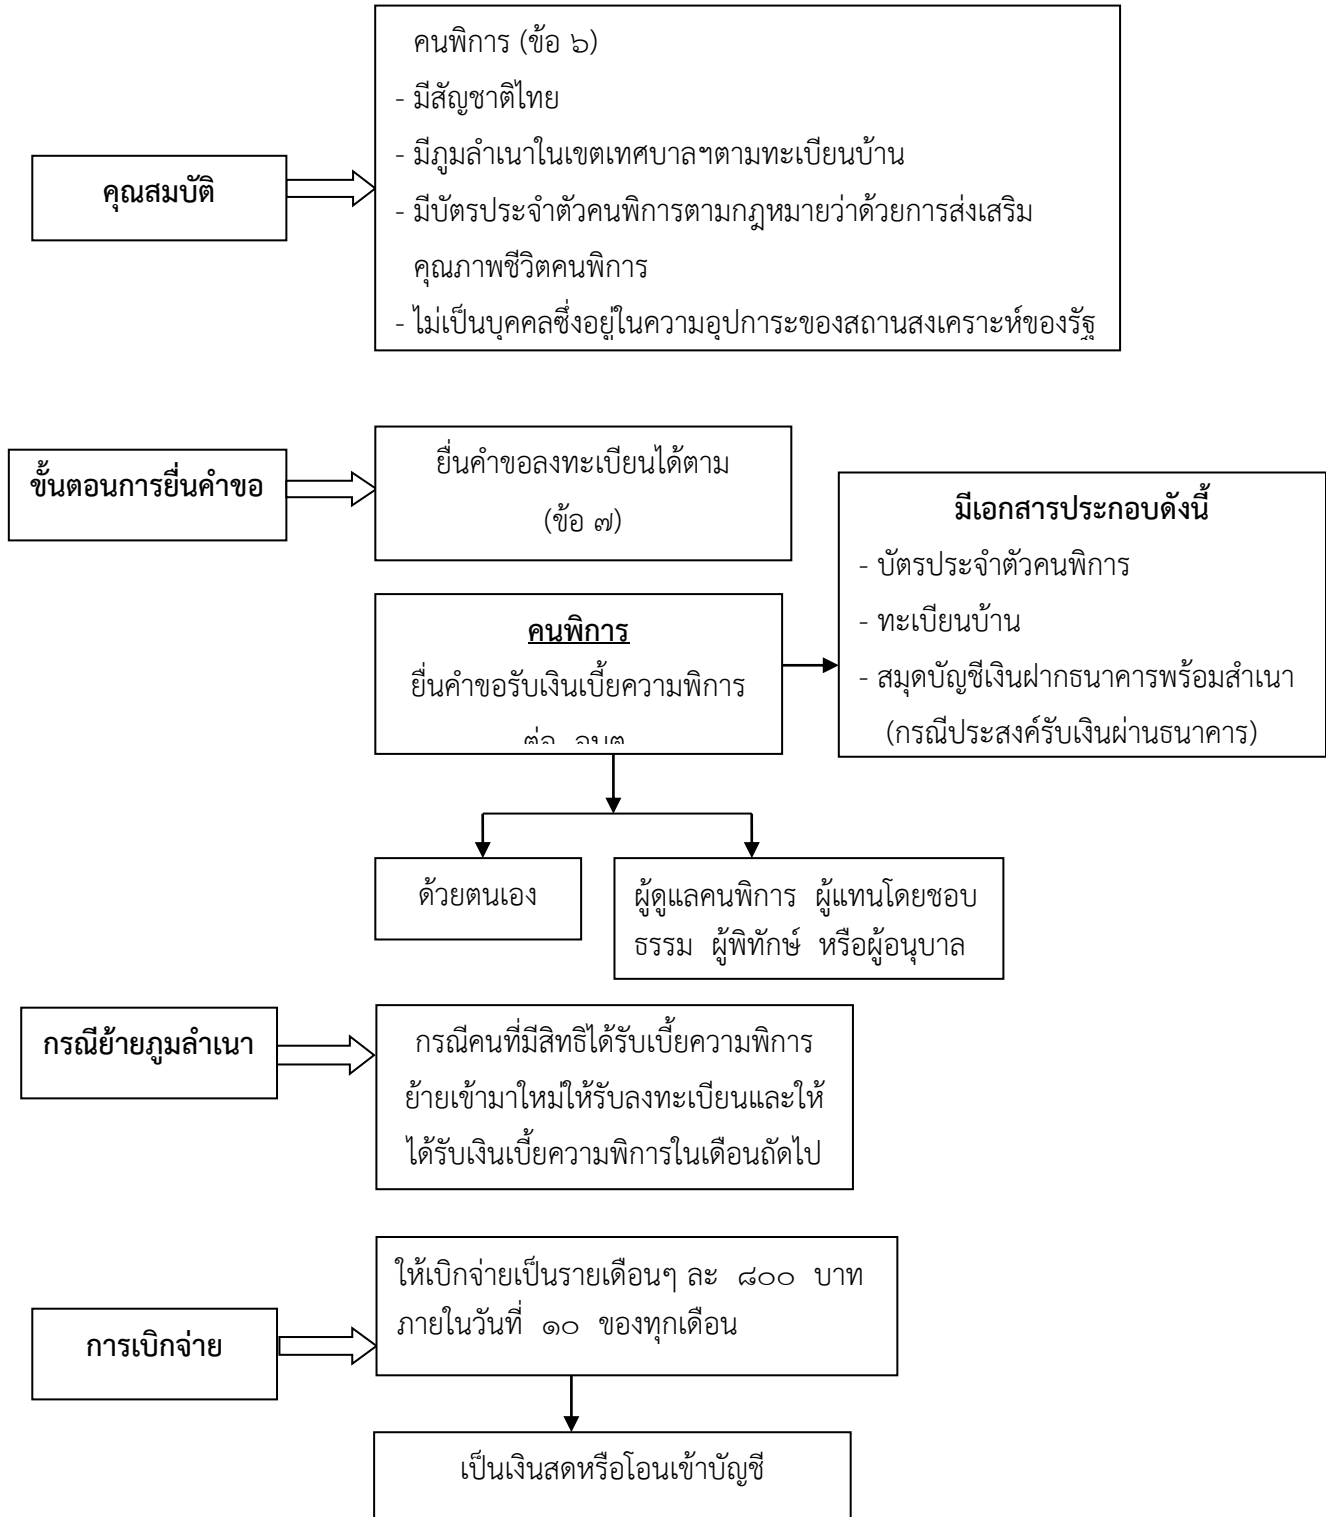 คนพิการ (ข้อ ๖)
- มีสัญชาติไทย
- มีภูมลำเนาในเขตเทศบาลฯตามทะเบียนบ้าน
คุณสมบัติ
- มีบัตรประจำตัวคนพิการตามกฎหมายว่าด้วยการส่งเสริม
คุณภาพชีวิตคนพิการ
- ไม่เป็นบุคคลซึ่งอยู่ในความอุปการะของสถานสงเคราะห์ของรัฐ
ขั้นตอนการยื่นคำขอ
ยื่นคำขอลงทะเบียนได้ตาม
(ข้อ ๗)
มีเอกสารประกอบดังนี้
- บัตรประจำตัวคนพิการ
- ทะเบียนบ้าน
- สมุดบัญชีเงินฝากธนาคารพร้อมสำเนา
(กรณีประสงค์รับเงินผ่านธนาคาร)
คนพิการ
ยื่นคำขอรับเงินเบี้ยความพิการ
ต่อ
ด้วยตนเอง
ผู้ดูแลคนพิการ ผู้แทนโดยชอบ
ธรรม ผู้พิทักษ์ หรือผู้อนุบาล
กรณีย้ายภูมลำเนา
กรณีคนที่มีสิทธิได้รับเบี้ยความพิการ
ย้ายเข้ามาใหม่ให้รับลงทะเบียนและให้
ได้รับเงินเบี้ยความพิการในเดือนถัดไป
การเบิกจ่าย
ให้เบิกจ่ายเป็นรายเดือนๆ ละ ๘๐๐ บาท
ภายในวันที่ ๑๐ ของทุกเดือน
เป็นเงินสดหรือโอนเข้าบัญชี